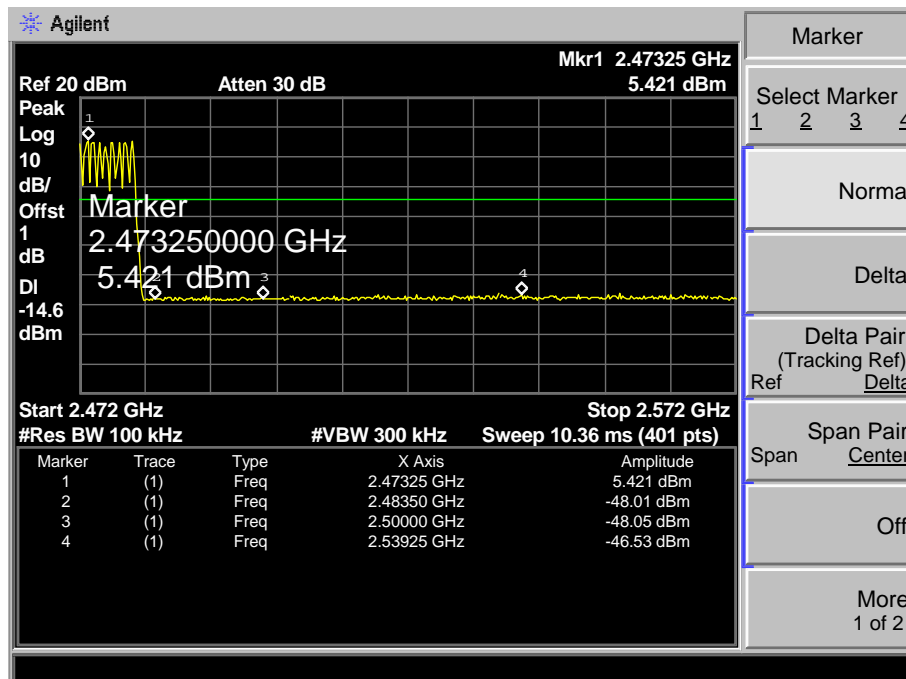 Agilent
Mkr1 2.47325 GHz
Ref 20 dBm Atten 30 dB 5.421 dBm
Peak
Log
10
dB/
Offst
1
dB
DI
-14.6
dBm
1
Marker
2.473250000 GHz
5.421 dBm
2
3
4
Start 2.472 GHz Stop 2.572 GHz
#Res BW 100 kHz #VBW 300 kHz Sweep 10.36 ms (401 pts)
Marker Trace Type X Axis Amplitude
1 (1) Freq 2.47325 GHz 5.421 dBm
2 (1) Freq 2.48350 GHz -48.01 dBm
3 (1) Freq 2.50000 GHz -48.05 dBm
4 (1) Freq 2.53925 GHz -46.53 dBm
Marker
Select Marker
1 2 3 4
Norma
Delta
Delta Pair
(Tracking Ref)
Ref Delta
Span Pair
Span Center
Off
More
1 of 2